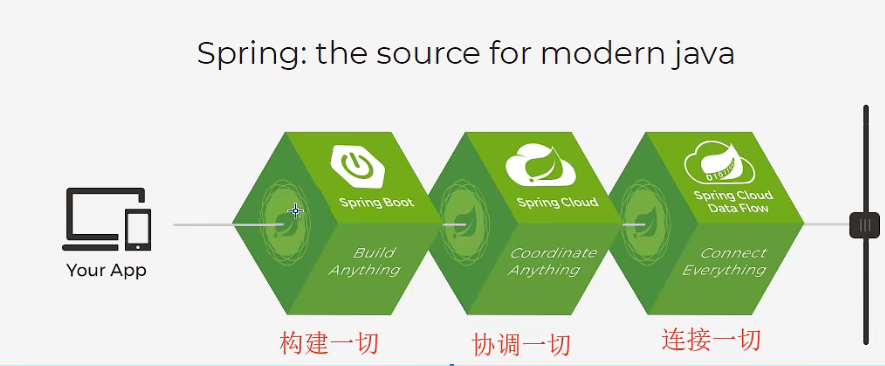 Spring: the source for modern java
Your App
Spring Boot
Build
Anything
Spring Cloud
Coordinate
Anything
Spring Cloud
Data Flow
Connect
Everything
构建一切
协调一切
连接一切